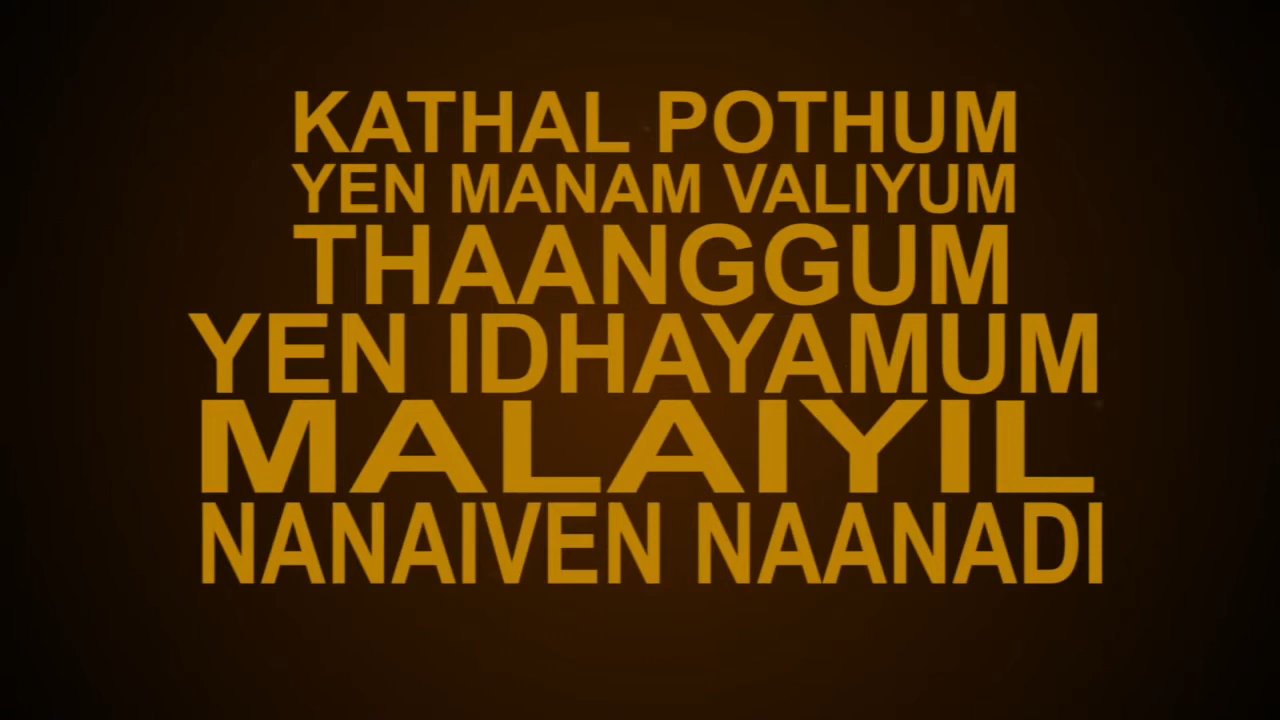 KATHAL POTHUM
YEN MANAM VALIYUM
THAANGGUM
YEN IDHAYAMUM
MALAIYIL
NANAIVEN NAANADI